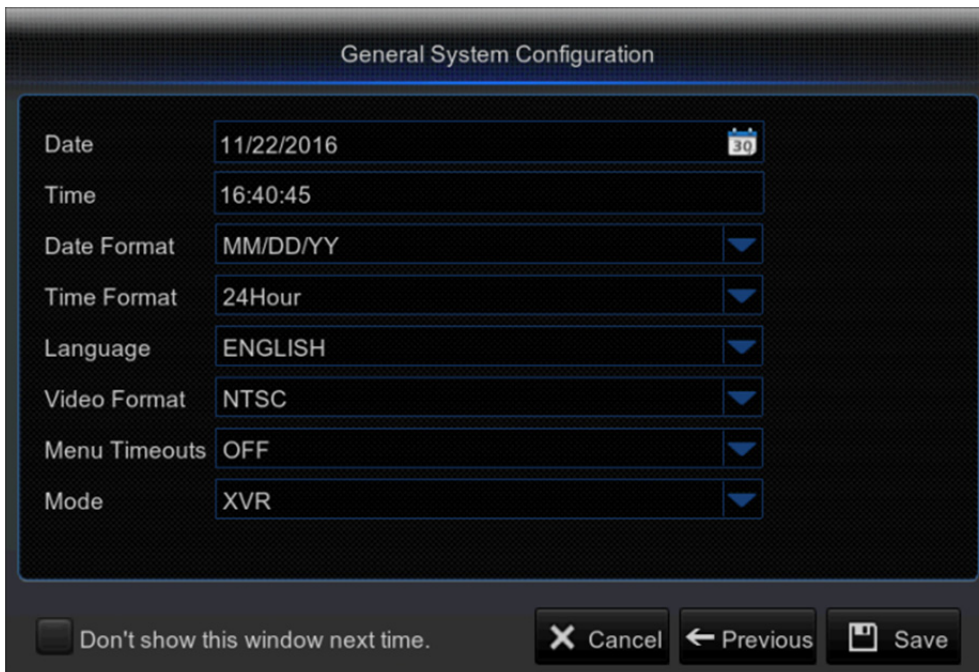 General System Configuration
Date 11/22/2016 30
Time 16:40:45
Date Format MM/DD/YY
Time Format 24Hour
Language ENGLISH
Video Format NTSC
Menu Timeouts OFF
Mode XVR
Don't show this window next time. Cancel Previous Save